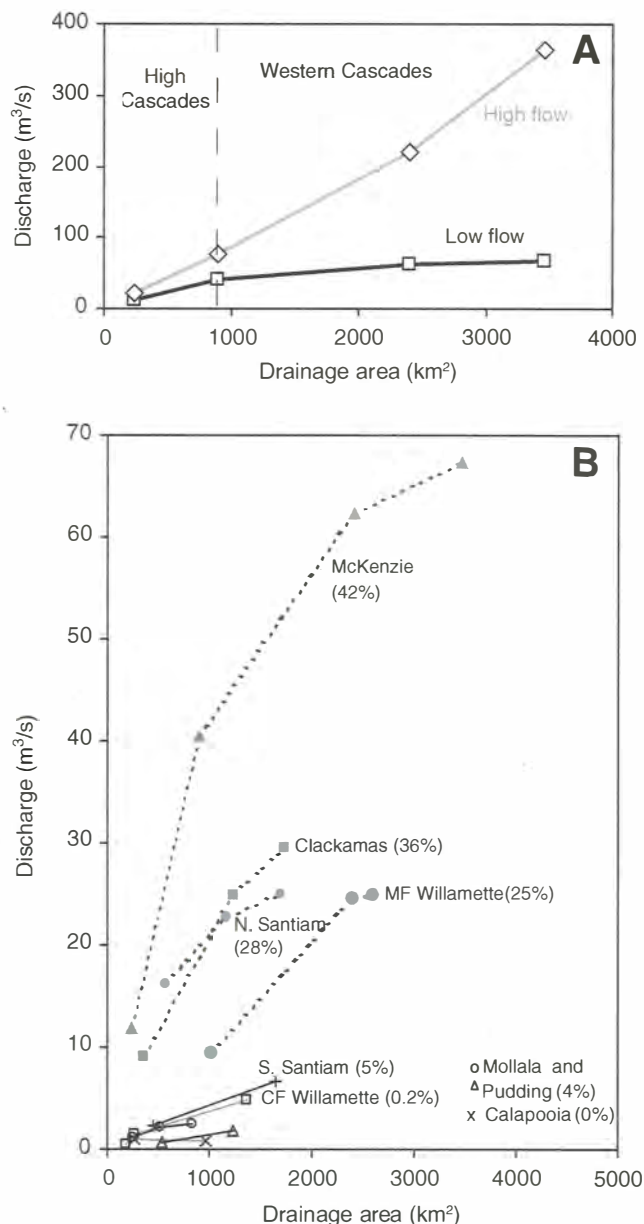 A
400
300
200
100
0
Discharge (m³/s)
High
Cascades
Western Cascades
High flow
Low flow
0 1000 2000 3000 4000
Drainage area (km²)
B
70
60
50
40
30
20
10
0
Discharge (m³/s)
McKenzie
(42%)
Clackamas (36%)
MF Willamette (25%)
N. Santiam
(28%)
S. Santiam (5%)
CF Willamette (0.2%)
Mollala and
Pudding (4%)
x Calapooia (0%)
0 1000 2000 3000 4000 5000
Drainage area (km²)